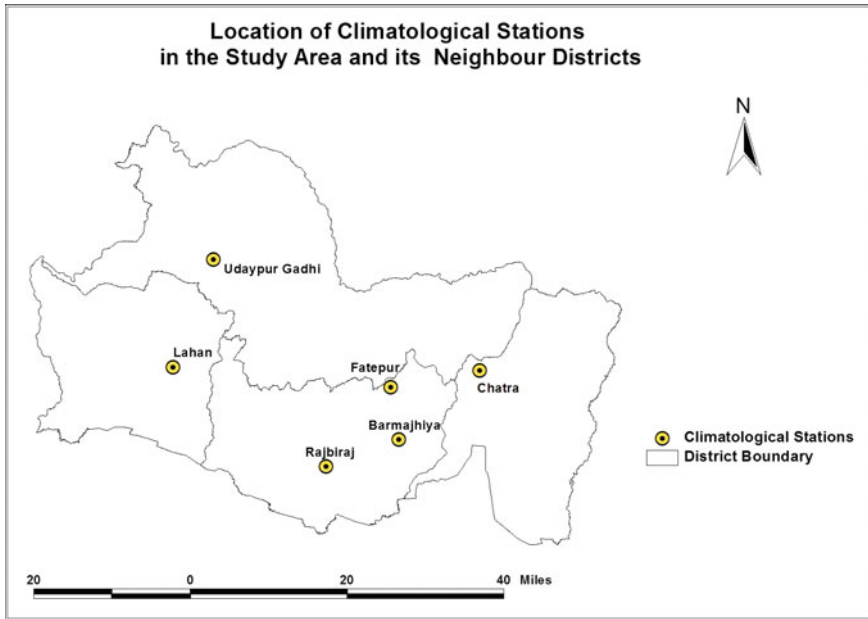 Location of Climatological Stations
in the Study Area and its Neighbour Districts
N
Udaypur Gadhi
Lahan
Fatepur
Chatra
Barmajhiya
Rajbiraj
Climatological Stations
District Boundary
20 0 20 40 Miles